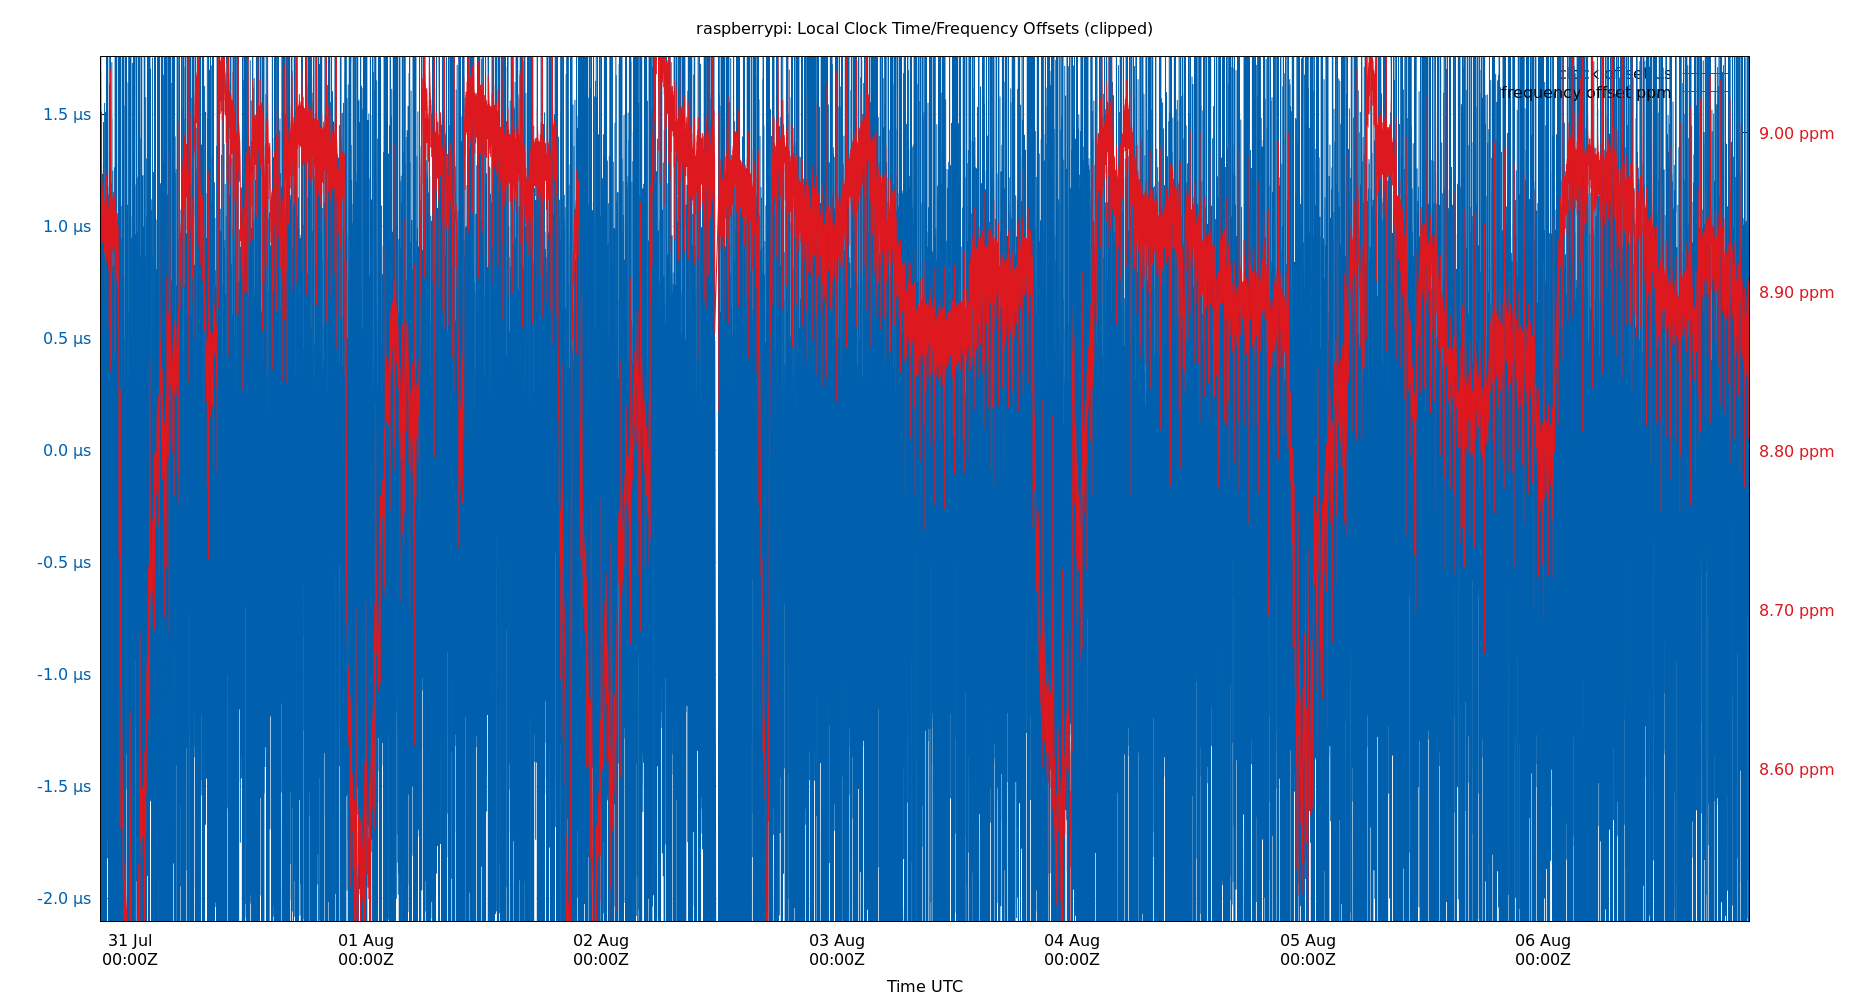 raspberrypi: Local Clock Time/Frequency Offsets (clipped)
clock offset µs
frequency offset ppm
1.5 µs
1.0 µs
0.5 µs
0.0 µs
-0.5 µs
-1.0 µs
-1.5 µs
-2.0 µs
9.00 ppm
8.90 ppm
8.80 ppm
8.70 ppm
8.60 ppm
31 Jul 01 Aug 02 Aug 03 Aug 04 Aug 05 Aug 06 Aug
00:00Z 00:00Z 00:00Z 00:00Z 00:00Z 00:00Z 00:00Z
Time UTC